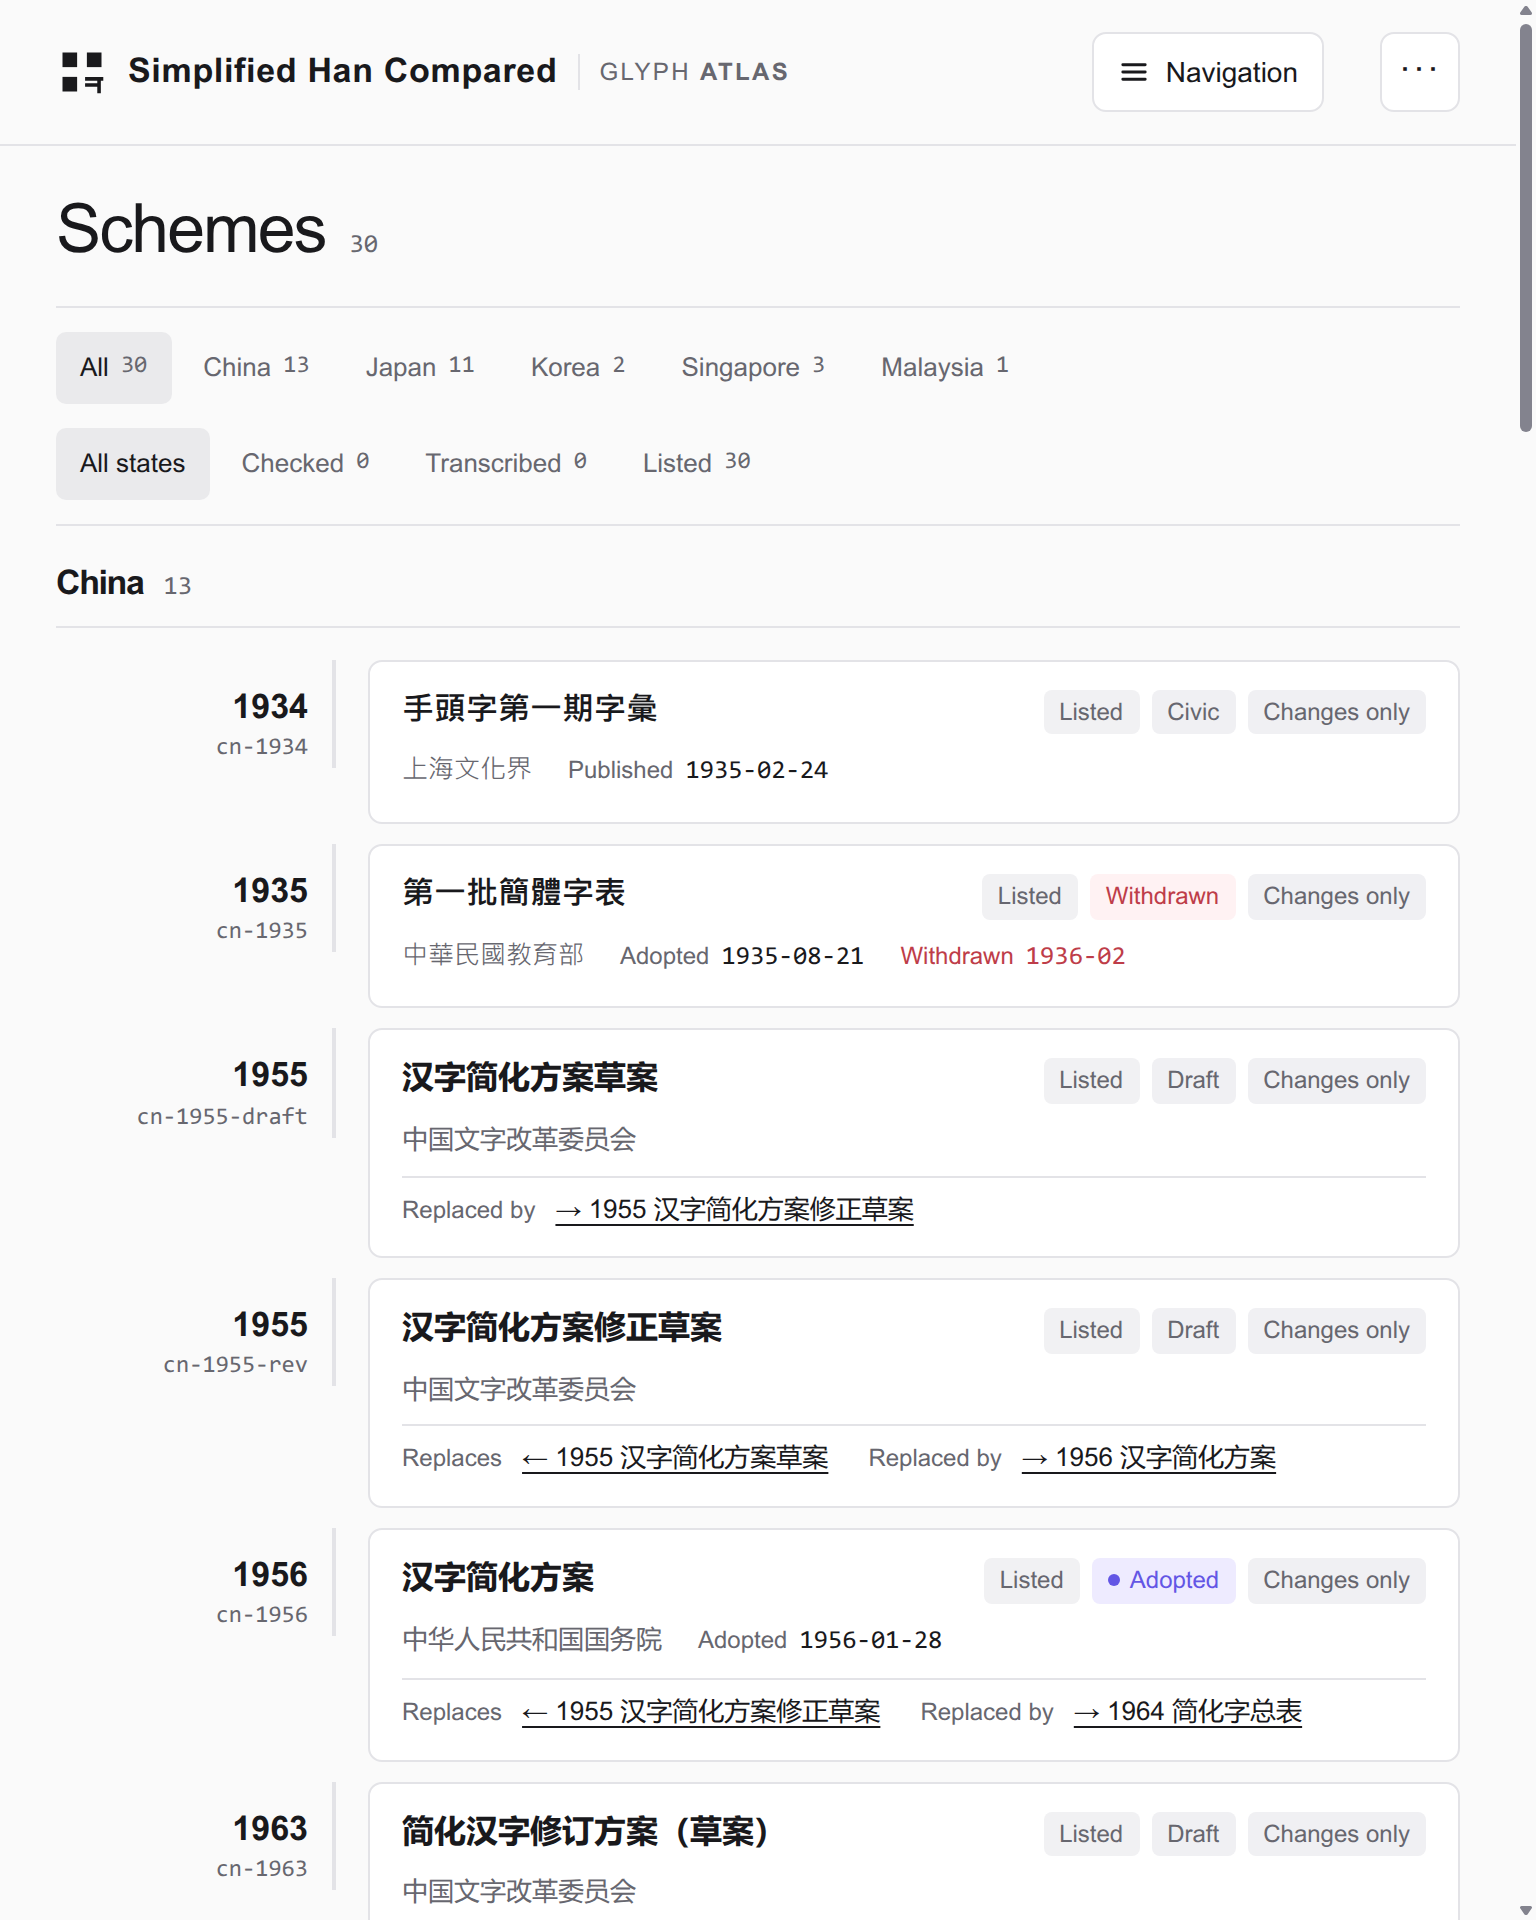 Simplified Han Compared GLYPH ATLAS Navigation ...
Schemes 30
All 30 China 13 Japan 11 Korea 2 Singapore 3 Malaysia 1
All states Checked 0 Transcribed 0 Listed 30
China 13
1934 手頭字第一期字彙 Listed Civic Changes only
cn-1934 上海文化界 Published 1935-02-24
1935 第一批簡體字表 Listed Withdrawn Changes only
cn-1935 中華民國教育部 Adopted 1935-08-21 Withdrawn 1936-02
1955 汉字简化方案草案 Listed Draft Changes only
cn-1955-draft 中国文字改革委员会
Replaced by → 1955 汉字简化方案修正草案
1955 汉字简化方案修正草案 Listed Draft Changes only
cn-1955-rev 中国文字改革委员会
Replaces ← 1955 汉字简化方案草案 Replaced by → 1956 汉字简化方案
1956 汉字简化方案 Listed Adopted Changes only
cn-1956 中华人民共和国国务院 Adopted 1956-01-28
Replaces ← 1955 汉字简化方案修正草案 Replaced by → 1964 简化字总表
1963 简化汉字修订方案（草案） Listed Draft Changes only
cn-1963 中国文字改革委员会